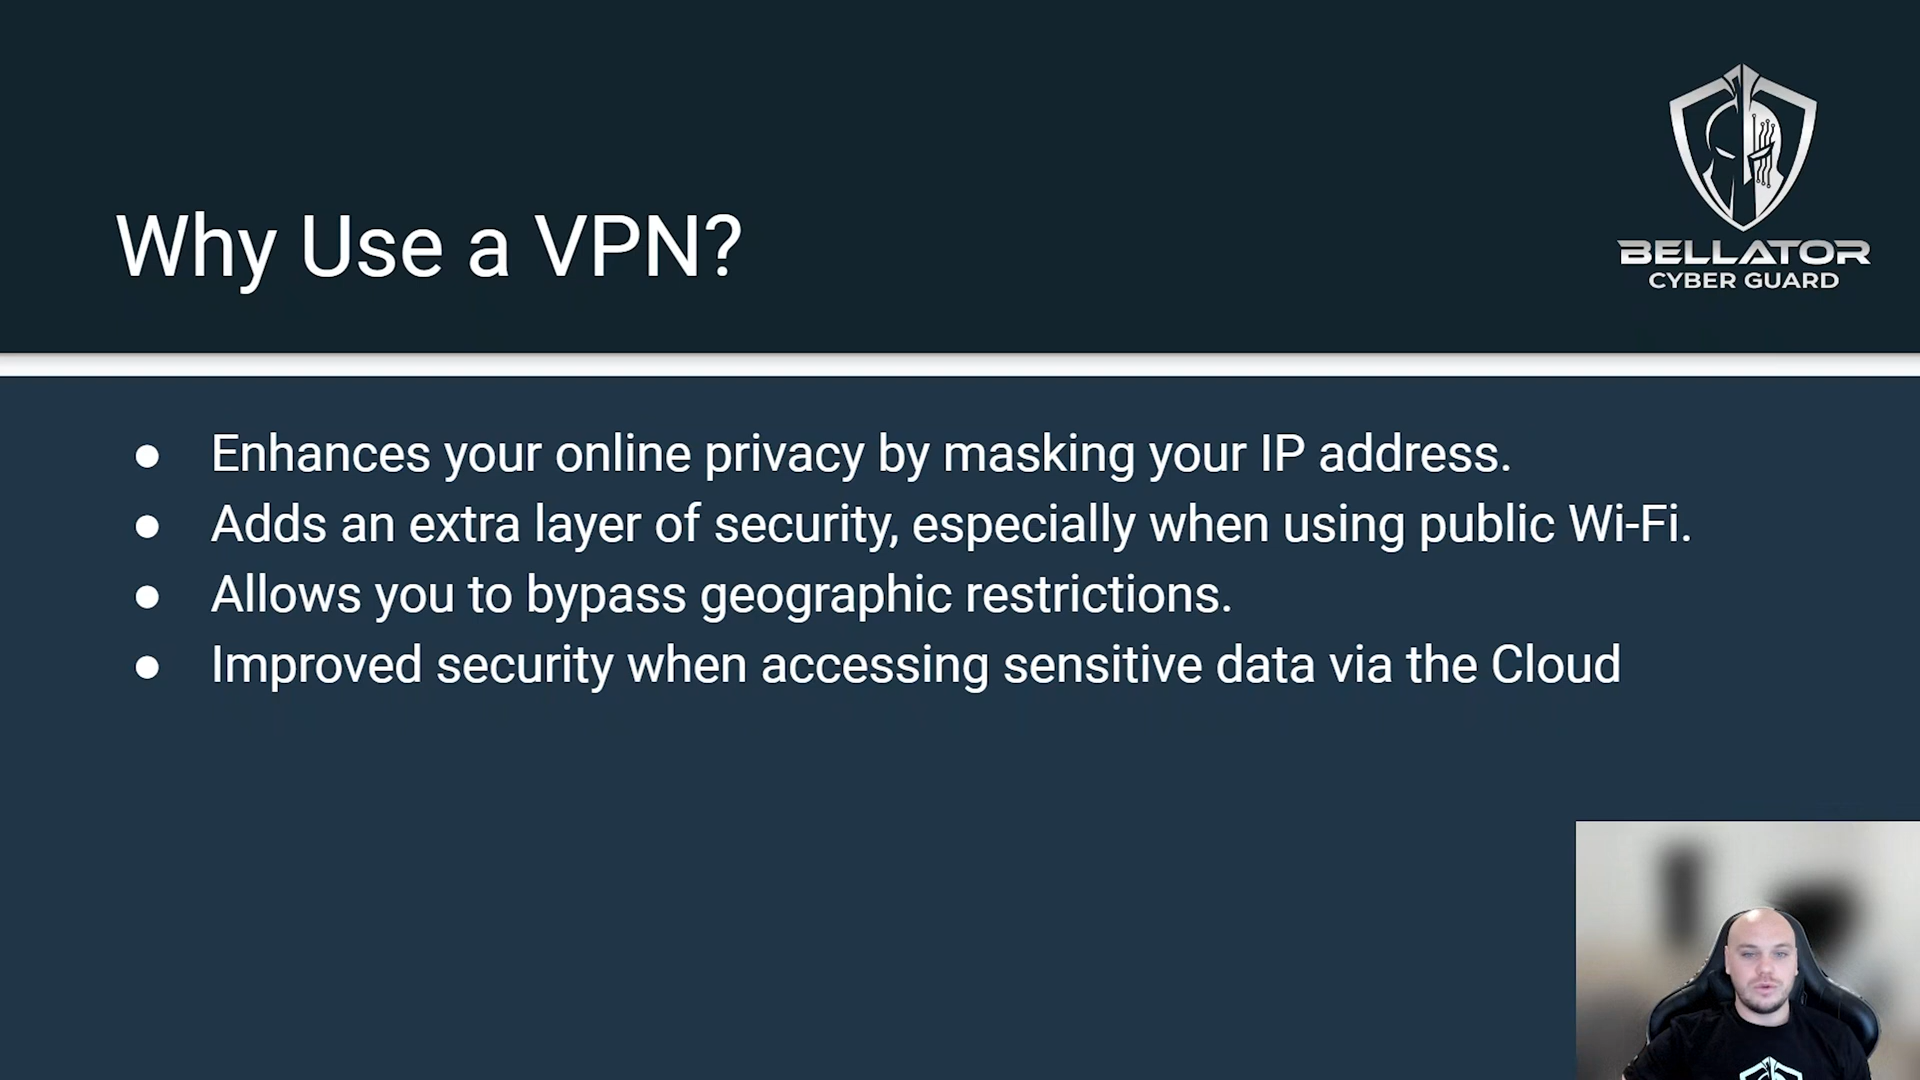 BELLATOR
CYBER GUARD
Why Use a VPN?
● Enhances your online privacy by masking your IP address.
● Adds an extra layer of security, especially when using public Wi-Fi.
● Allows you to bypass geographic restrictions.
● Improved security when accessing sensitive data via the Cloud